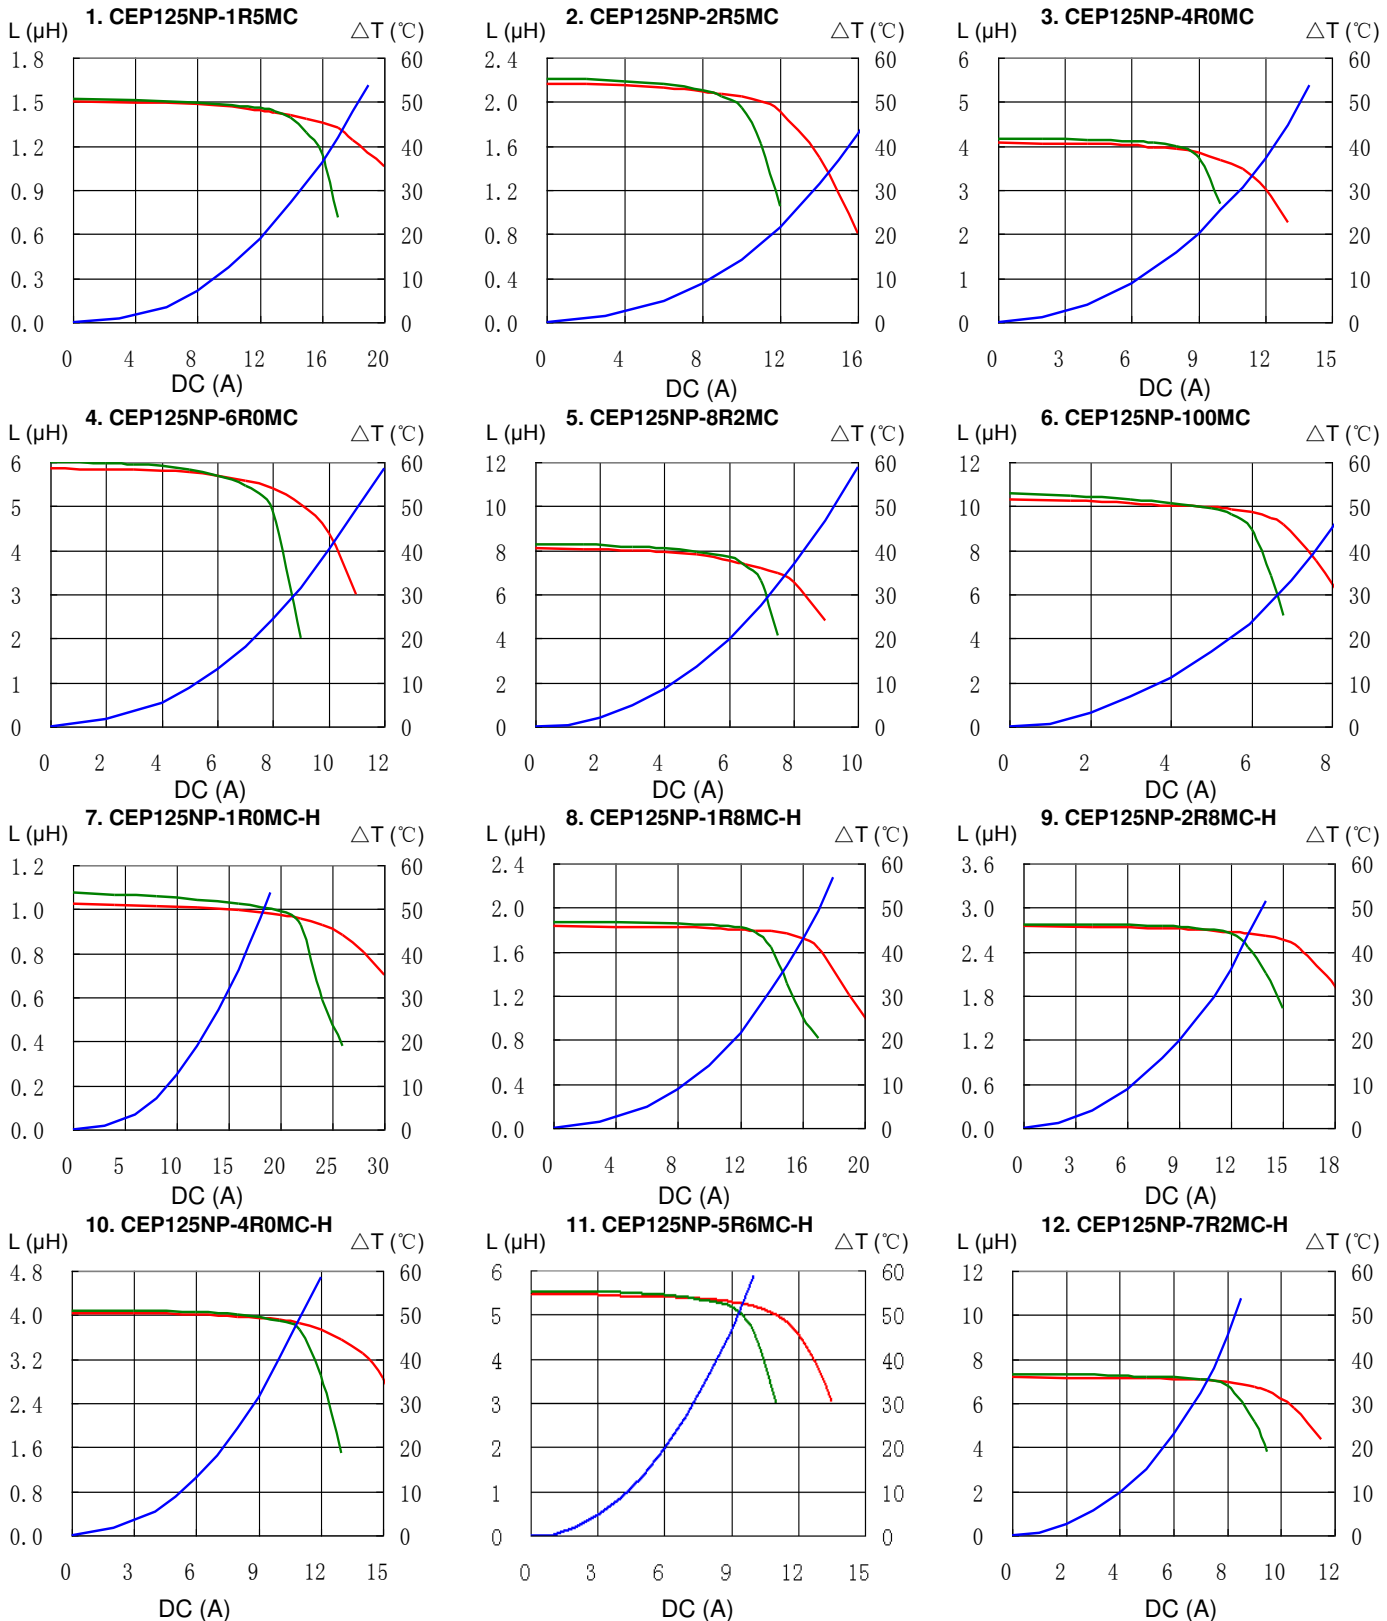 1. CEP125NP-1R5MC
L (μH) △T (℃)
1.8 60
1.5 50
1.2 40
0.9 30
0.6 20
0.3 10
0.0 0
0 4 8 12 16 20
DC (A)
2. CEP125NP-2R5MC
L (μH) △T (℃)
2.4 60
2.0 50
1.6 40
1.2 30
0.8 20
0.4 10
0.0 0
0 4 8 12 16
DC (A)
3. CEP125NP-4R0MC
L (μH) △T (℃)
6 60
5 50
4 40
3 30
2 20
1 10
0 0
0 3 6 9 12 15
DC (A)
4. CEP125NP-6R0MC
L (μH) △T (℃)
6 60
5 50
4 40
3 30
2 20
1 10
0 0
0 2 4 6 8 10 12
DC (A)
5. CEP125NP-8R2MC
L (μH) △T (℃)
12 60
10 50
8 40
6 30
4 20
2 10
0 0
0 2 4 6 8 10
DC (A)
6. CEP125NP-100MC
L (μH) △T (℃)
12 60
10 50
8 40
6 30
4 20
2 10
0 0
0 2 4 6 8
DC (A)
7. CEP125NP-1R0MC-H
L (μH) △T (℃)
1.2 60
1.0 50
0.8 40
0.6 30
0.4 20
0.2 10
0.0 0
0 5 10 15 20 25 30
DC (A)
8. CEP125NP-1R8MC-H
L (μH) △T (℃)
2.4 60
2.0 50
1.6 40
1.2 30
0.8 20
0.4 10
0.0 0
0 4 8 12 16 20
DC (A)
9. CEP125NP-2R8MC-H
L (μH) △T (℃)
3.6 60
3.0 50
2.4 40
1.8 30
1.2 20
0.6 10
0.0 0
0 3 6 9 12 15 18
DC (A)
10. CEP125NP-4R0MC-H
L (μH) △T (℃)
4.8 60
4.0 50
3.2 40
2.4 30
1.6 20
0.8 10
0.0 0
0 3 6 9 12 15
DC (A)
11. CEP125NP-5R6MC-H
L (μH) △T (℃)
6 60
5 50
4 40
3 30
2 20
1 10
0 0
0 3 6 9 12 15
DC (A)
12. CEP125NP-7R2MC-H
L (μH) △T (℃)
12 60
10 50
8 40
6 30
4 20
2 10
0 0
0 2 4 6 8 10 12
DC (A)